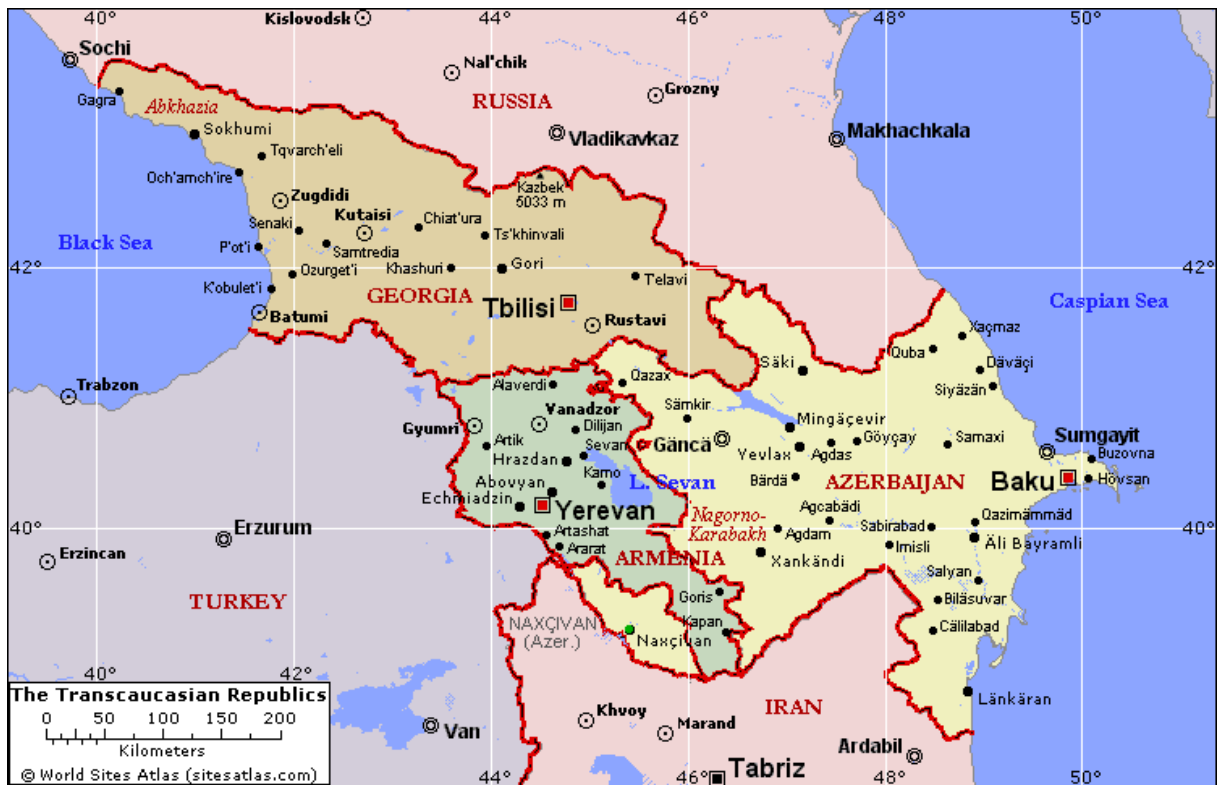 40°
Kislovodsk
44°
46°
48°
50°
Sochi
Nal'chik
Grozny
Gagra
Abkhazia
RUSSIA
Sokhumi
Vladikavkaz
Makhachkala
Tqvarch'eli
Och'amch'ire
Kazbek
5033 m
Zugdidi
Kutaisi
Chiat'ura
Senaki
Ts'khinvali
Black Sea
P'ot'i
Samtredia
42°
Khashuri
Gori
42°
Ozurget'i
T'elavi
K'obulet'i
GEORGIA
Tbilisi
Caspian Sea
Batumi
Rustavi
Xaçmaz
Quba
Däväçi
Säki
Trabzon
Alaverdi
Qazax
Siyäzän
Vanadzor
Sämkir
Mingäçevir
Gyumri
Dilijan
Artik
Sevan
Gäncä
Göyçay
Samaxi
Sumgayit
Hrazdan
Yevlax
Agdas
Buzovna
Abovyan
Kamo
L. Sevan
Bärdä
AZERBAIJAN
Baku
Hövsan
Echmiadzin
Yerevan
Nagorno-
Karabakh
Agcabädi
Qazimämmäd
40°
Erzurum
Artashat
Agdam
Sabirabad
40°
Ararat
ARMENIA
Imisli
Äli Bayramli
Erzincan
Xankändi
Salyan
TURKEY
Goris
Biläsuvar
NAXÇIVAN
(Azer.)
Kapan
Naxçivan
Cälilabad
40°
42°
The Transcaucasian Republics
0 50 100 150 200
Kilometers
© World Sites Atlas (sitesatlas.com)
Länkäran
Khvoy
IRAN
Van
Marand
Ardabil
44°
46°
Tabriz
48°
50°